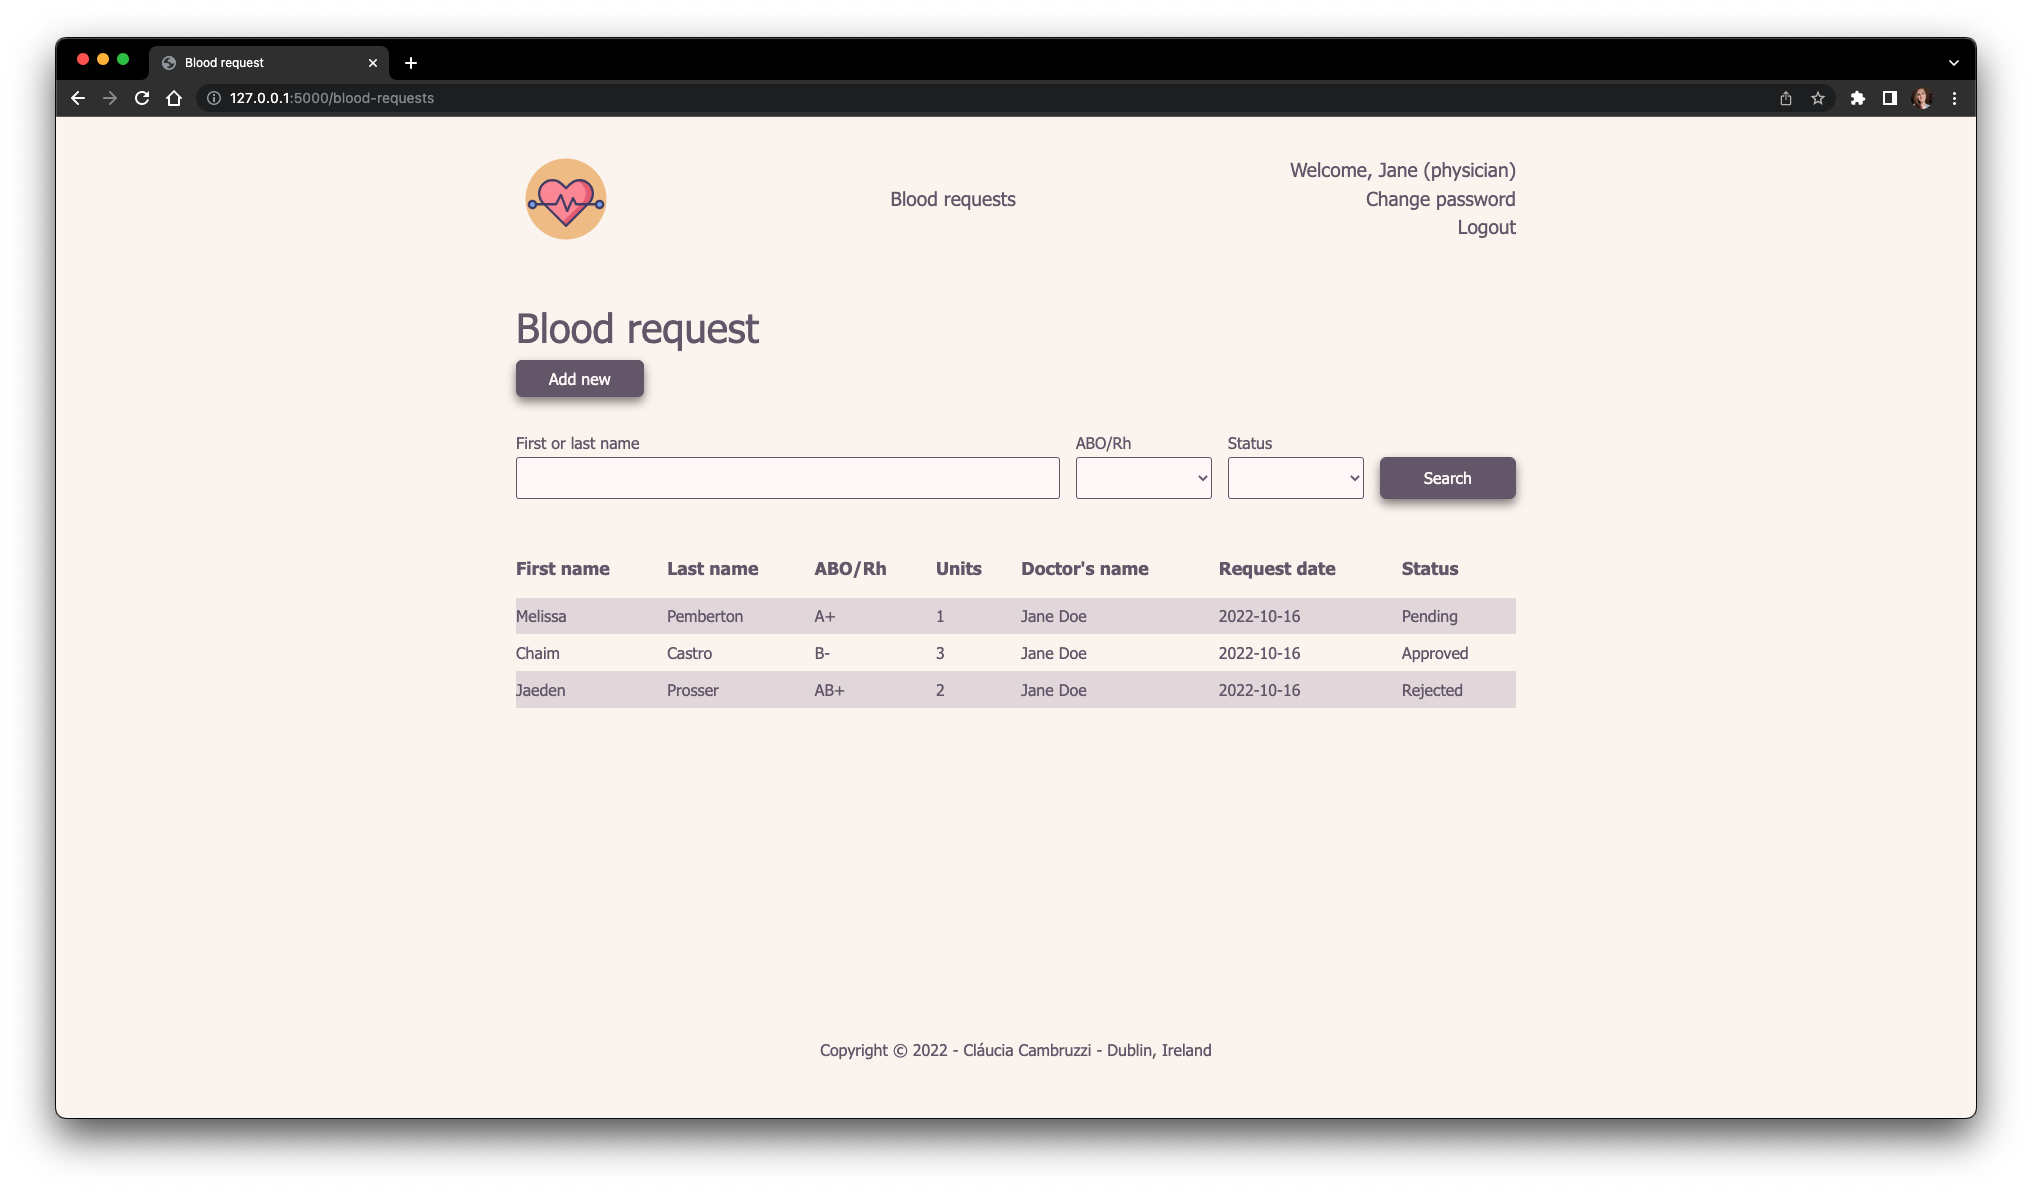 Blood request
127.0.0.1:5000/blood-requests
Welcome, Jane (physician)
Blood requests
Change password
Logout
Blood request
Add new
First or last name ABO/Rh Status
Search
First name Last name ABO/Rh Units Doctor's name Request date Status
Melissa Pemberton A+ 1 Jane Doe 2022-10-16 Pending
Chaim Castro B- 3 Jane Doe 2022-10-16 Approved
Jaeden Prosser AB+ 2 Jane Doe 2022-10-16 Rejected
Copyright © 2022 - Cláucia Cambruzzi - Dublin, Ireland